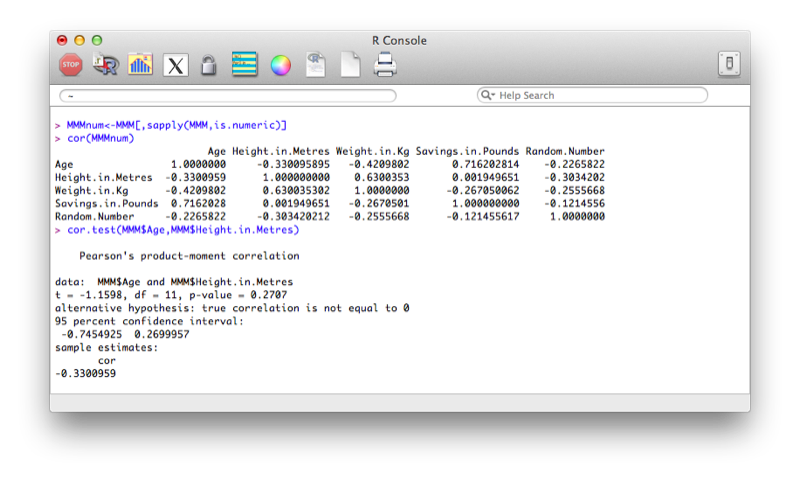 R Console
STOP
R
X
~
Help Search
> MMMnum<-MMM[,sapply(MMM,is.numeric)]
> cor(MMMnum)
Age Height.in.Metres Weight.in.Kg Savings.in.Pounds Random.Number
Age 1.0000000 -0.330095895 -0.4209802 0.716202814 -0.2265822
Height.in.Metres -0.3300959 1.000000000 0.6300353 0.001949651 -0.3034202
Weight.in.Kg -0.4209802 0.630035302 1.0000000 -0.267050062 -0.2555668
Savings.in.Pounds 0.7162028 0.001949651 -0.2670501 1.000000000 -0.1214556
Random.Number -0.2265822 -0.303420212 -0.2555668 -0.121455617 1.0000000
> cor.test(MMM$Age,MMM$Height.in.Metres)
Pearson's product-moment correlation
data: MMM$Age and MMM$Height.in.Metres
t = -1.1598, df = 11, p-value = 0.2707
alternative hypothesis: true correlation is not equal to 0
95 percent confidence interval:
-0.7454925 0.2699957
sample estimates:
cor
-0.3300959